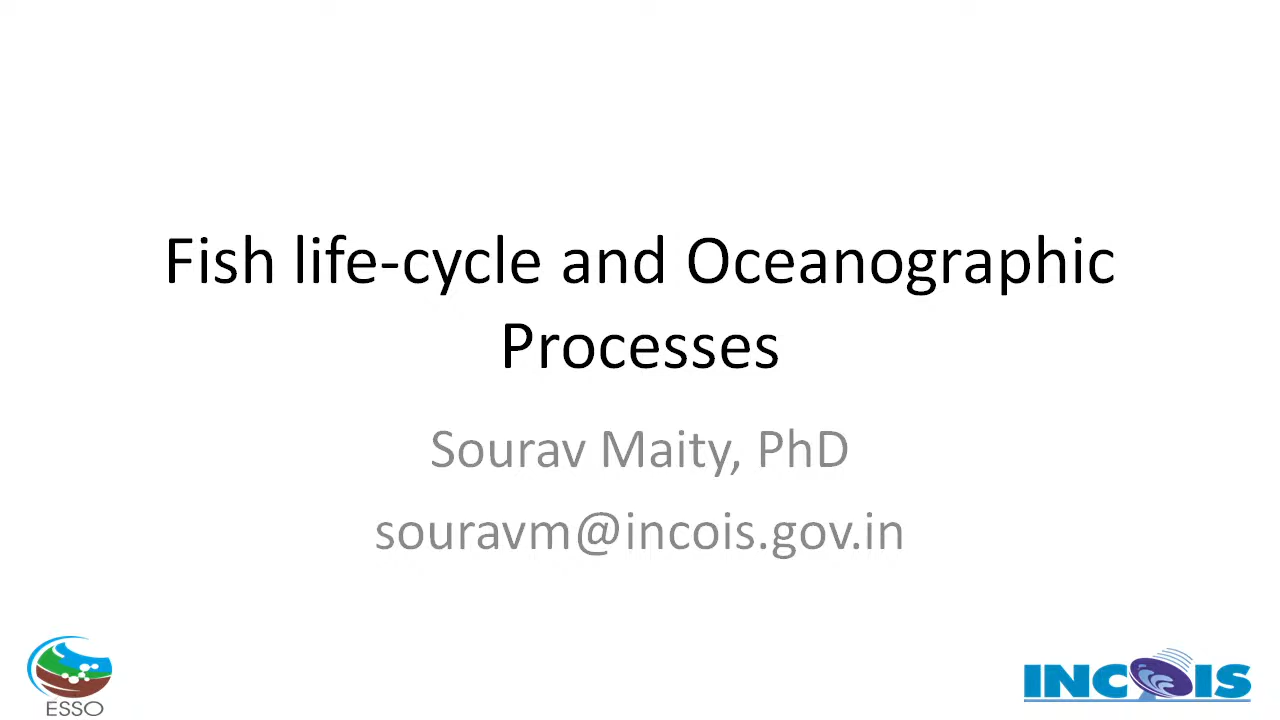 Fish life-cycle and Oceanographic
Processes
Sourav Maity, PhD
souravm@incois.gov.in
ESSO
INCOIS